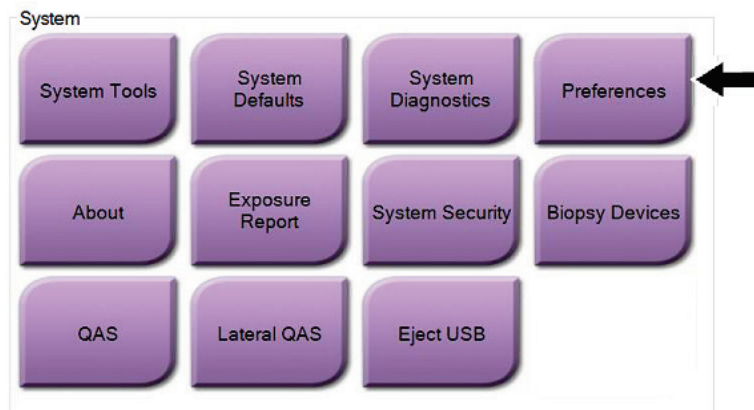 System
System Tools
System
Defaults
System
Diagnostics
Preferences
About
Exposure
Report
System Security
Biopsy Devices
QAS
Lateral QAS
Eject USB